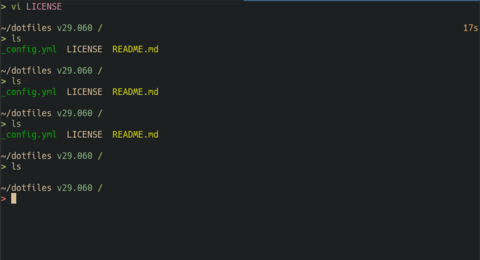 > vi LICENSE
~/dotfiles v29.060 / 17s
> ls
_config.yml LICENSE README.md
~/dotfiles v29.060 /
> ls
_config.yml LICENSE README.md
~/dotfiles v29.060 /
> ls
_config.yml LICENSE README.md
~/dotfiles v29.060 /
> ls
~/dotfiles v29.060 /
>